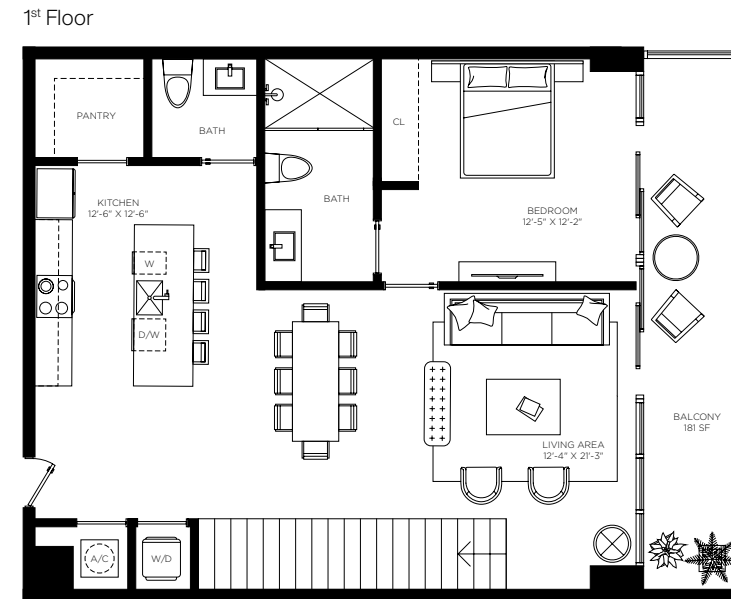 1st Floor
PANTRY
BATH
CL
BATH
KITCHEN
12'-6" X 12'-6"
BEDROOM
12'-5" X 12'-2"
W
D/W
BALCONY
181 SF
LIVING AREA
12'-4" X 21'-3"
A/C
W/D